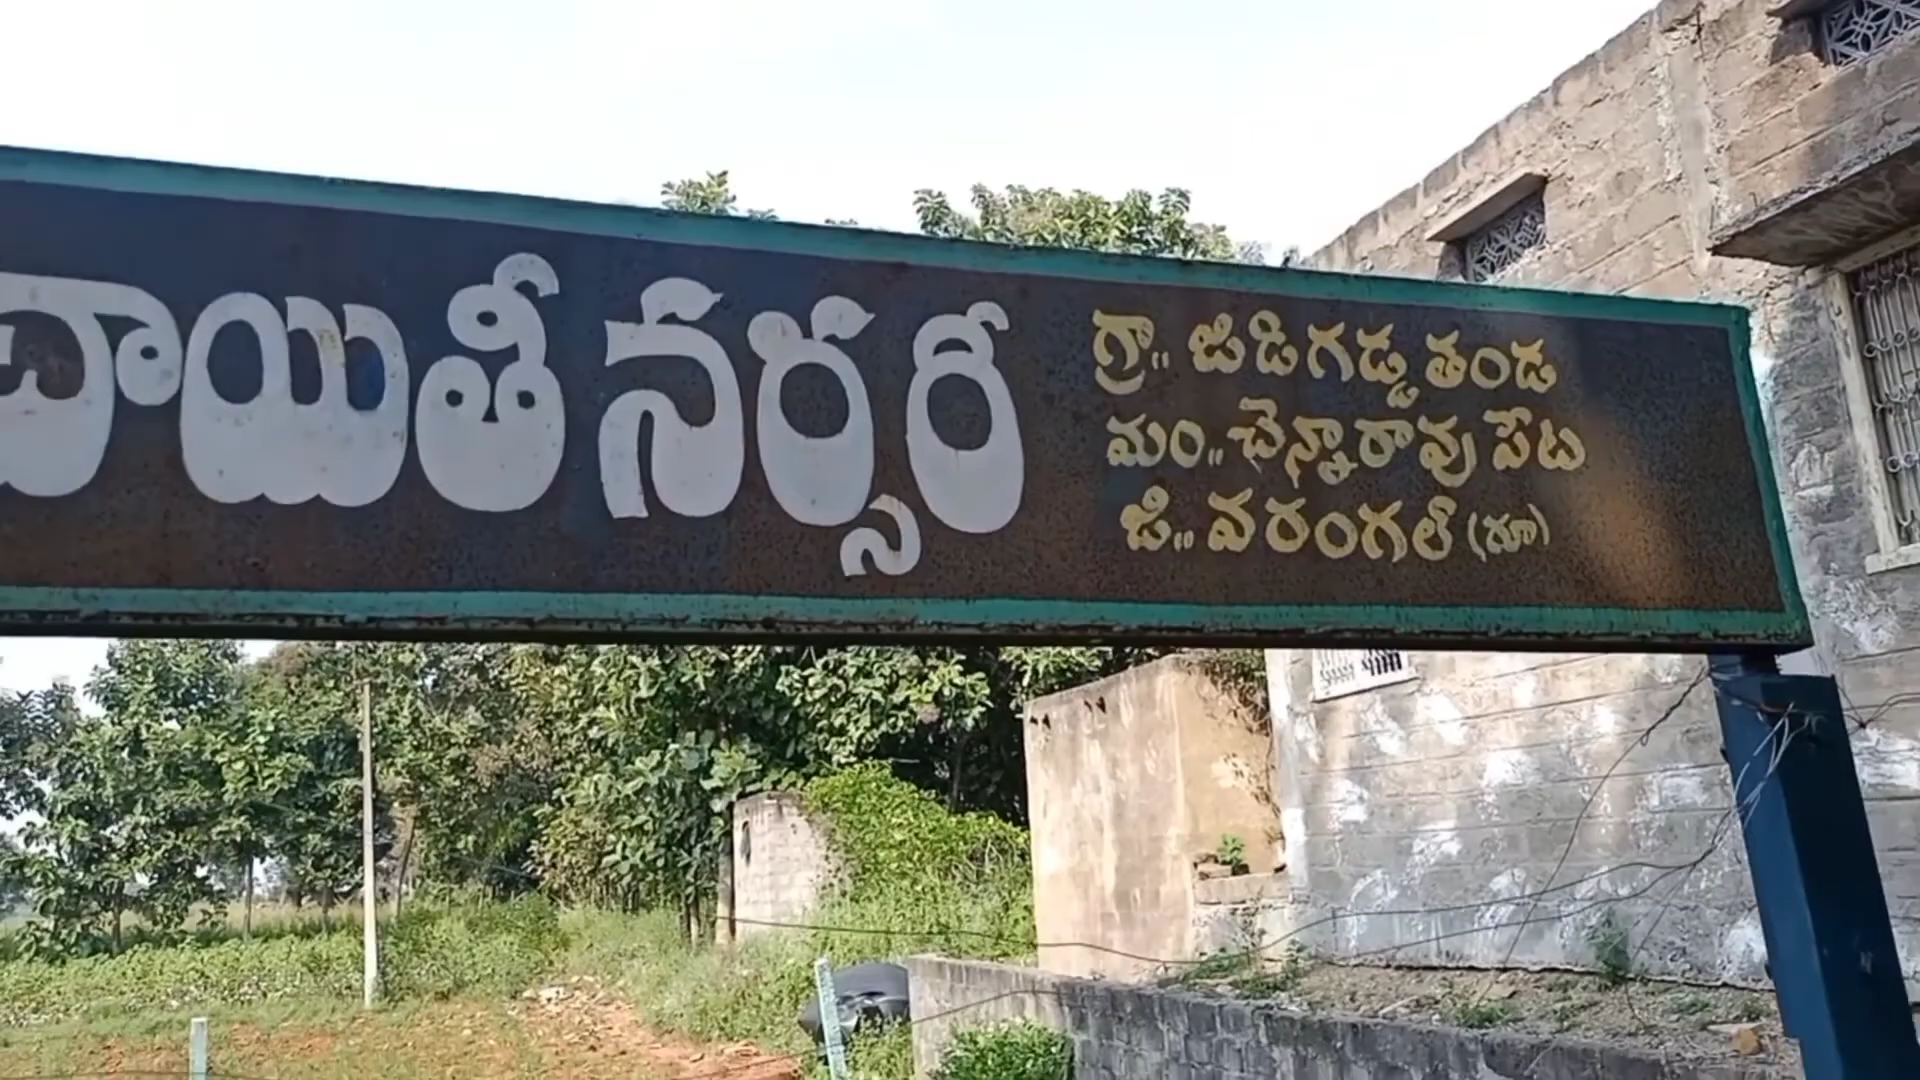 చాయితీ నర్సరీ
గ్రా.. జిడిగడ్డ తండ
మం.. చెన్నారావు పేట
జి.. వరంగల్ (రూ)